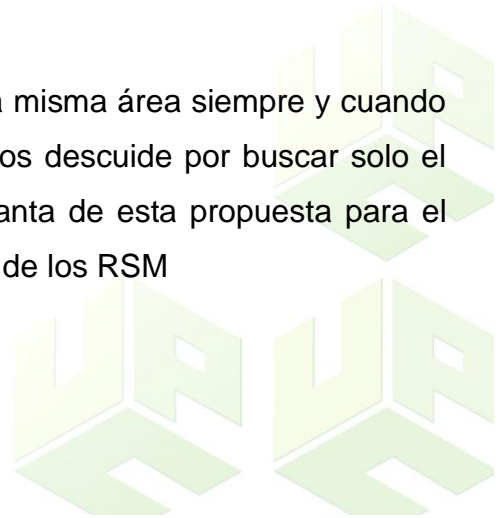 misma área siempre y cuando
os descuide por buscar solo el
anta de esta propuesta para el
de los RSM